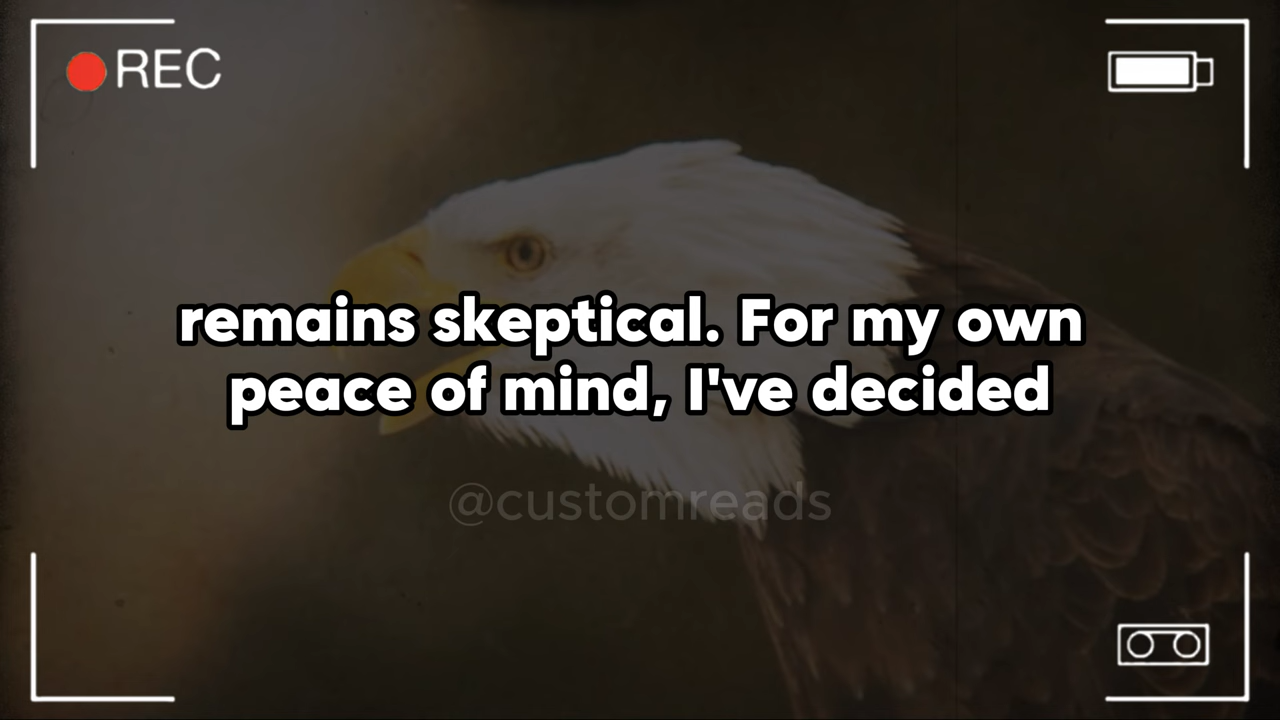 REC
remains skeptical. For my own
peace of mind, I've decided
@customreads